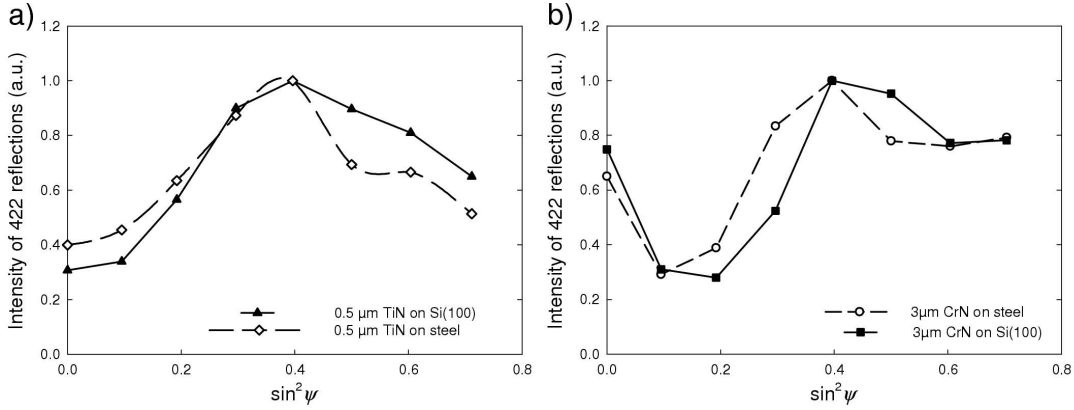 a)
Intensity of 422 reflections (a.u.)
1.2
1.0
0.8
0.6
0.4
0.2
0.0
0.0 0.2 0.4 0.6 0.8
sin²ψ
0.5 μm TiN on Si(100)
0.5 μm TiN on steel
b)
Intensity of 422 reflections (a.u.)
1.2
1.0
0.8
0.6
0.4
0.2
0.0
0.0 0.2 0.4 0.6 0.8
sin²ψ
3μm CrN on steel
3μm CrN on Si(100)